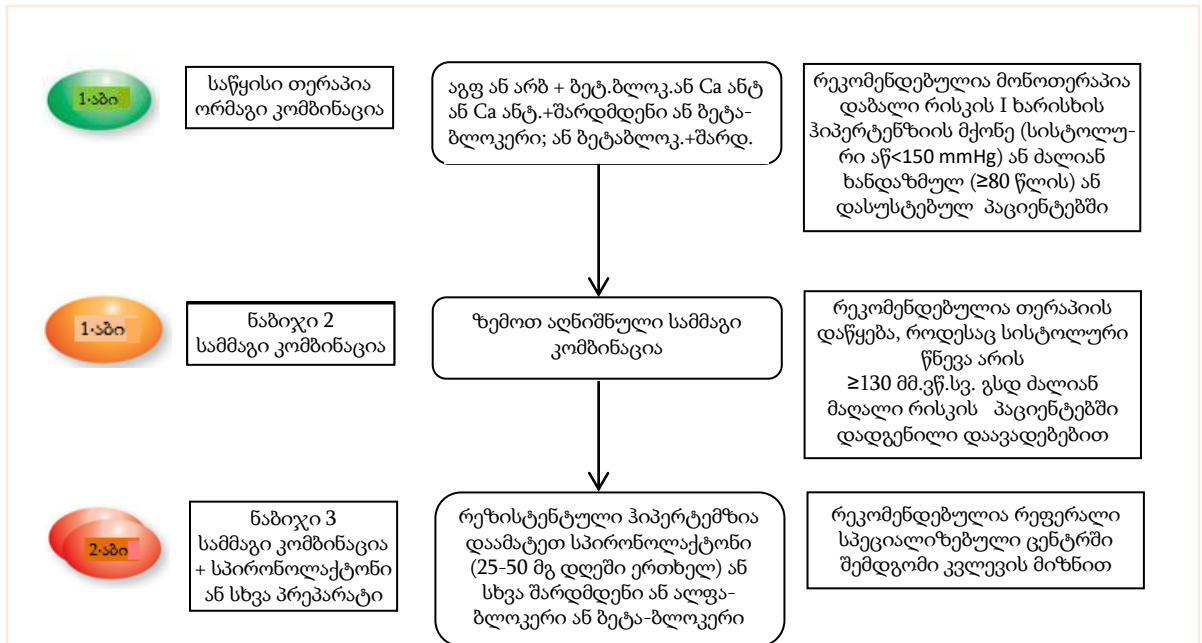 1-აბი
საწყისი თერაპია
ორმაგი კომბინაცია
აგფ ან არბ + ბეტ.ბლოკ.ან Ca ანტ
ან Ca ანტ.+შარდმდენი ან ბეტა-
ბლოკერი; ან ბეტაბლოკ.+შარდ.
რეკომენდებულია მონოთერაპია
დაბალი რისკის I ხარისხის
ჰიპერტენზიის მქონე (სისტოლუ-
რი აწ<150 mmHg) ან ძალიან
ხანდაზმულ (≥80 წლის) ან
დასუსტებულ პაციენტებში
1-აბი
ნაბიჯი 2
სამმაგი კომბინაცია
ზემოთ აღნიშნული სამმაგი
კომბინაცია
რეკომენდებულია თერაპიის
დაწყება, როდესაც სისტოლური
წნევა არის
≥130 მმ.ვწ.სვ. გსდ ძალიან
მაღალი რისკის პაციენტებში
დადგენილი დაავადებებით
2-აბი
ნაბიჯი 3
სამმაგი კომბინაცია
+ სპირონოლაქტონი
ან სხვა პრეპარატი
რეზისტენტული ჰიპერტემზია
დაამატეთ სპირონოლაქტონი
(25-50 მგ დღეში ერთხელ) ან
სხვა შარდმდენი ან ალფა-
ბლოკერი ან ბეტა-ბლოკერი
რეკომენდებულია რეფერალი
სპეციალიზებული ცენტრში
შემდგომი კვლევის მიზნით